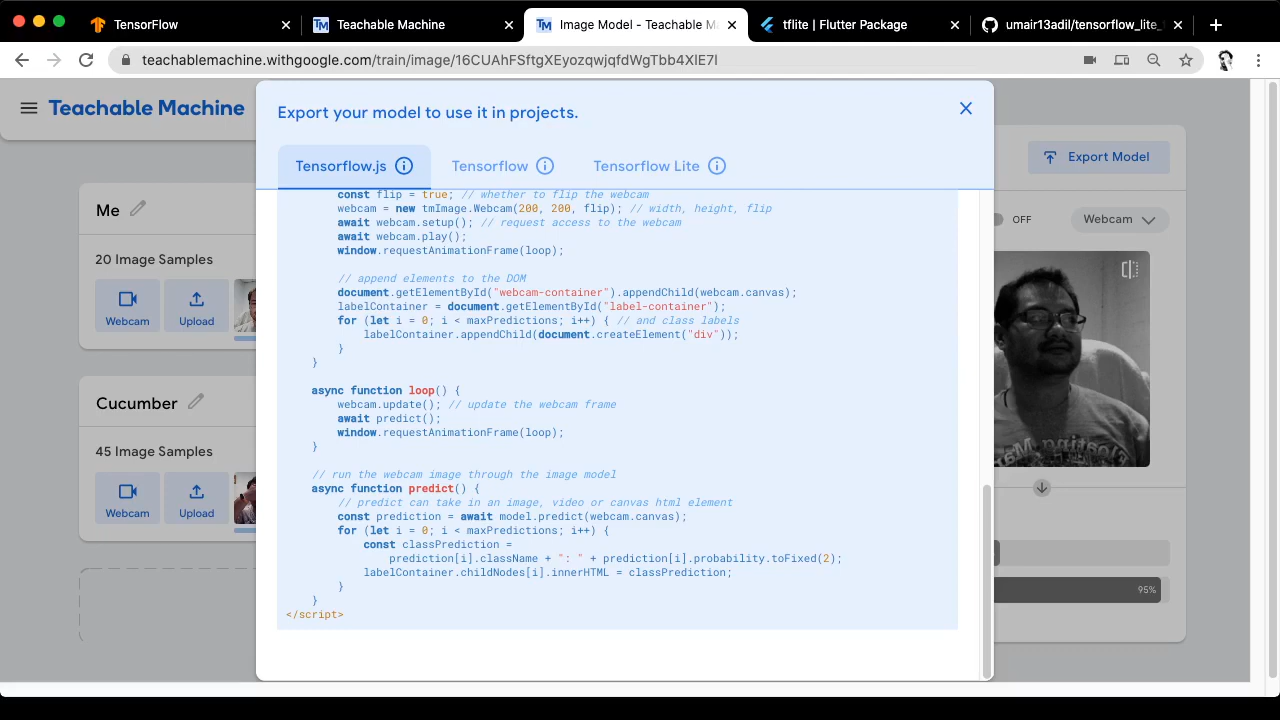 TensorFlow
Teachable Machine
Image Model - Teachable M
tflite | Flutter Package
umair13adil/tensorflow_lite_
teachablemachine.withgoogle.com/train/image/16CUAhFSftgXEyozqwjqfdWgTbb4XlE7l
Teachable Machine
Export your model to use it in projects.
Tensorflow.js
Tensorflow
Tensorflow Lite
Export Model
Me
20 Image Samples
Webcam
Upload
Cucumber
45 Image Samples
Webcam
Upload
const flip = true; // whether to flip the webcam
webcam = new tmImage.Webcam(200, 200, flip); // width, height, flip
await webcam.setup(); // request access to the webcam
await webcam.play();
window.requestAnimationFrame(loop);
// append elements to the DOM
document.getElementById("webcam-container").appendChild(webcam.canvas);
labelContainer = document.getElementById("label-container");
for (let i = 0; i < maxPredictions; i++) { // and class labels
labelContainer.appendChild(document.createElement("div"));
}
}
async function loop() {
webcam.update(); // update the webcam frame
await predict();
window.requestAnimationFrame(loop);
}
// run the webcam image through the image model
async function predict() {
// predict can take in an image, video or canvas html element
const prediction = await model.predict(webcam.canvas);
for (let i = 0; i < maxPredictions; i++) {
const classPrediction =
prediction[i].className + ": " + prediction[i].probability.toFixed(2);
labelContainer.childNodes[i].innerHTML = classPrediction;
}
}
</script>
OFF
Webcam
95%